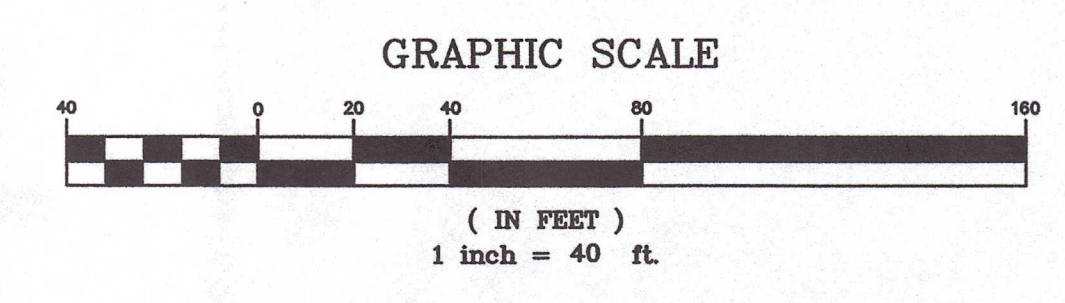 GRAPHIC SCALE
40 0 20 40 80 160
( IN FEET )
1 inch = 40 ft.